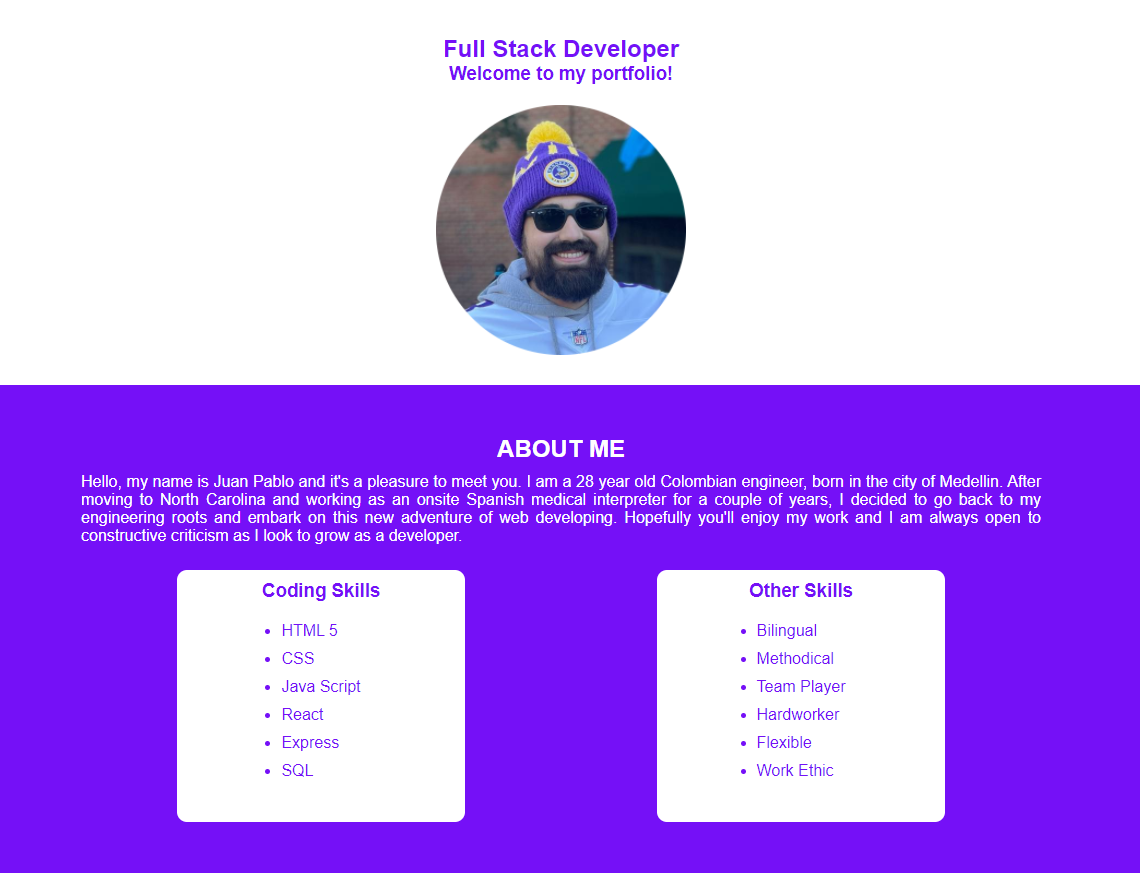 Full Stack Developer
Welcome to my portfolio!
NFL
ABOUT ME
Hello, my name is Juan Pablo and it's a pleasure to meet you. I am a 28 year old Colombian engineer, born in the city of Medellin. After
moving to North Carolina and working as an onsite Spanish medical interpreter for a couple of years, I decided to go back to my
engineering roots and embark on this new adventure of web developing. Hopefully you'll enjoy my work and I am always open to
constructive criticism as I look to grow as a developer.
Coding Skills
HTML 5
CSS
Java Script
React
Express
SQL
Other Skills
Bilingual
Methodical
Team Player
Hardworker
Flexible
Work Ethic